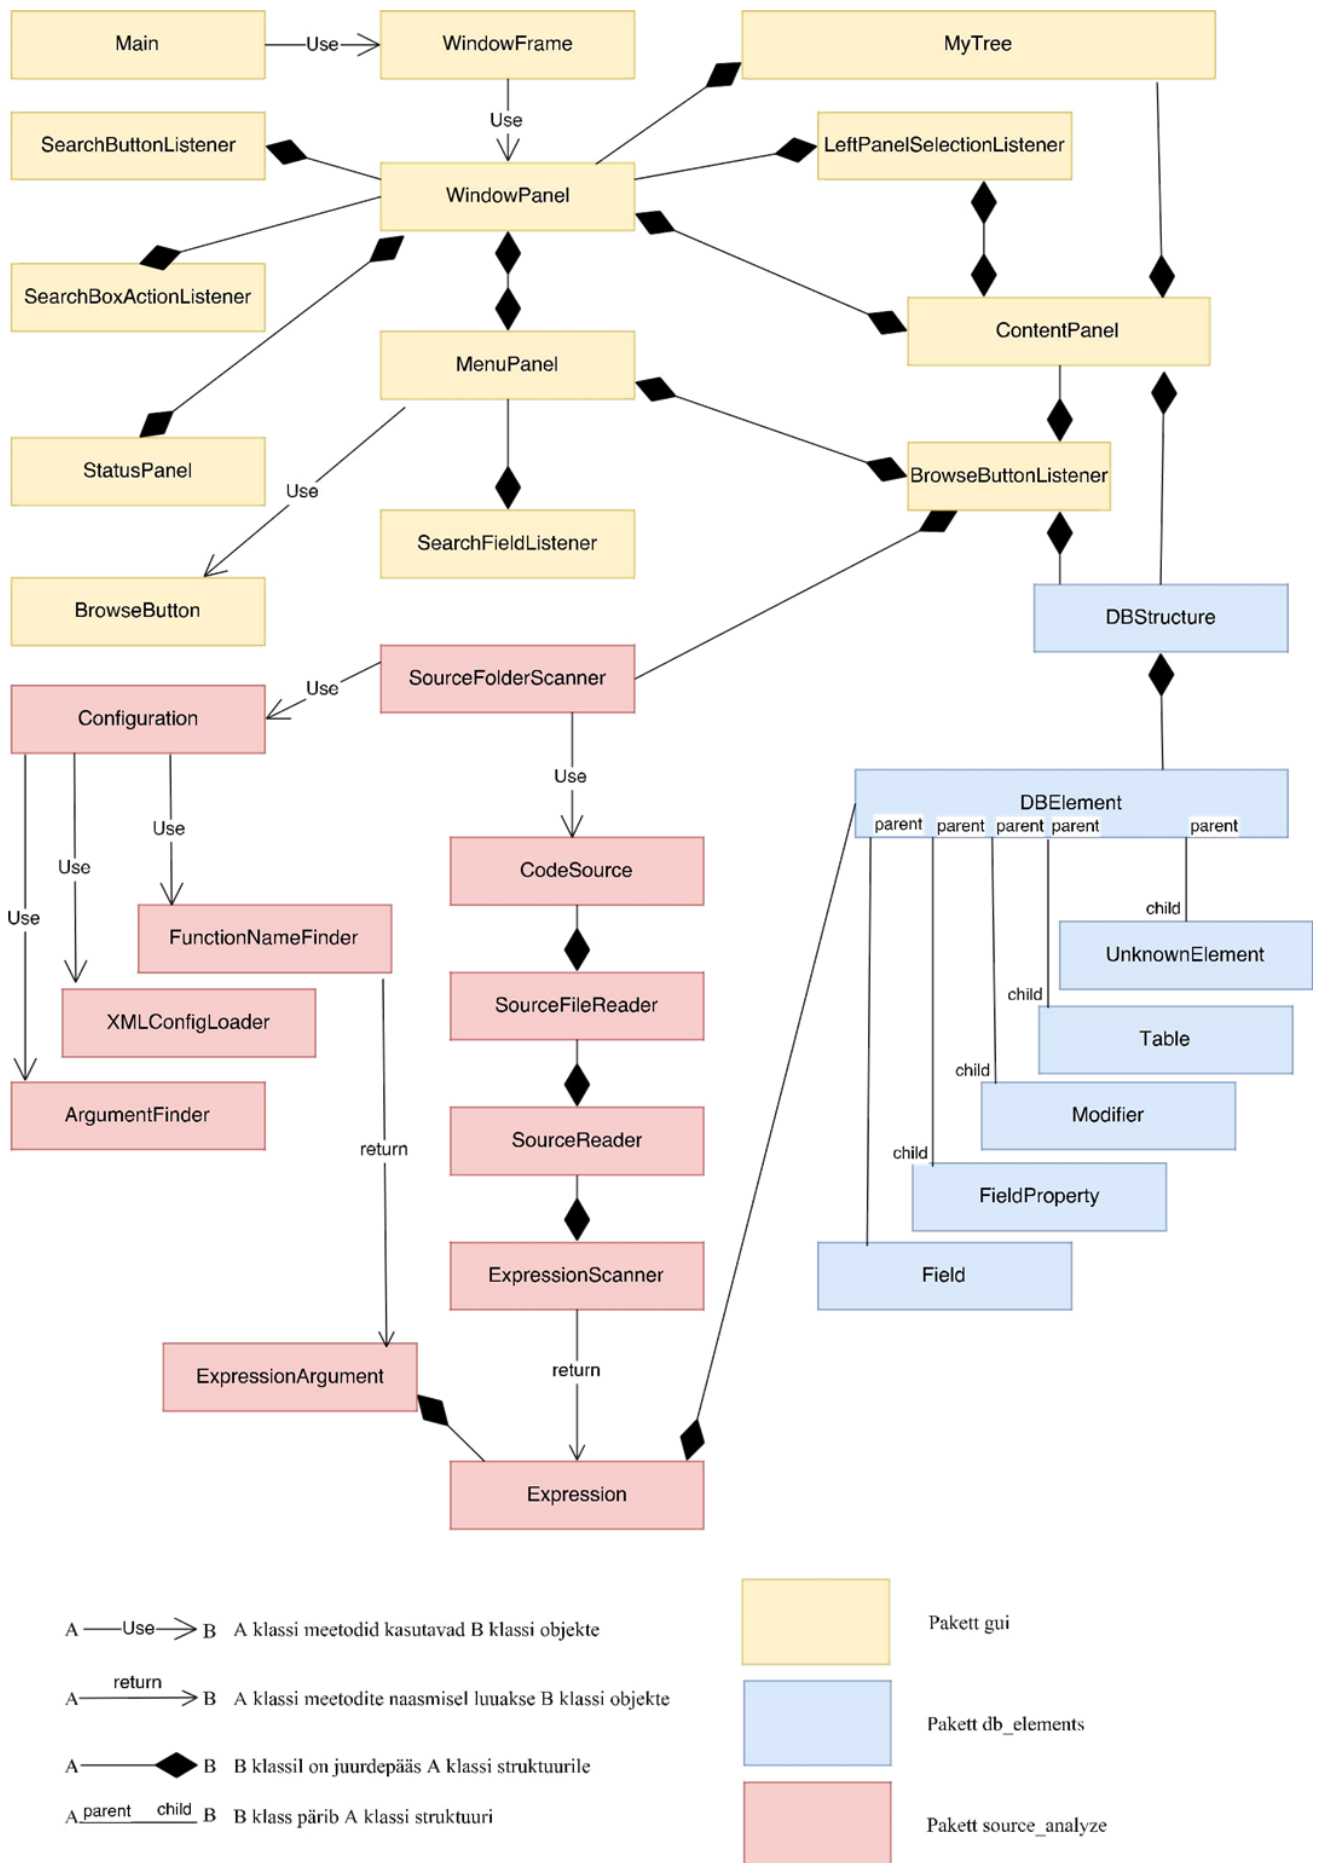 Main
Use
WindowFrame
MyTree
Use
SearchButtonListener
LeftPanelSelectionListener
WindowPanel
SearchBoxActionListener
ContentPanel
MenuPanel
StatusPanel
BrowseButtonListener
Use
SearchFieldListener
BrowseButton
DBStructure
SourceFolderScanner
Use
Configuration
Use
DBElement
parent
parent
parent
parent
parent
Use
Use
Use
CodeSource
child
FunctionNameFinder
UnknownElement
child
SourceFileReader
XMLConfigLoader
Table
child
ArgumentFinder
Modifier
return
SourceReader
child
FieldProperty
ExpressionScanner
Field
return
ExpressionArgument
Expression
A Use B A klassi meetodid kasutavad B klassi objekte
A return B A klassi meetodite naasmisel luuakse B klassi objekte
A B B klassil on juurdepääs A klassi struktuurile
A parent child B B klass pärib A klassi struktuuri
Pakett gui
Pakett db_elements
Pakett source_analyze